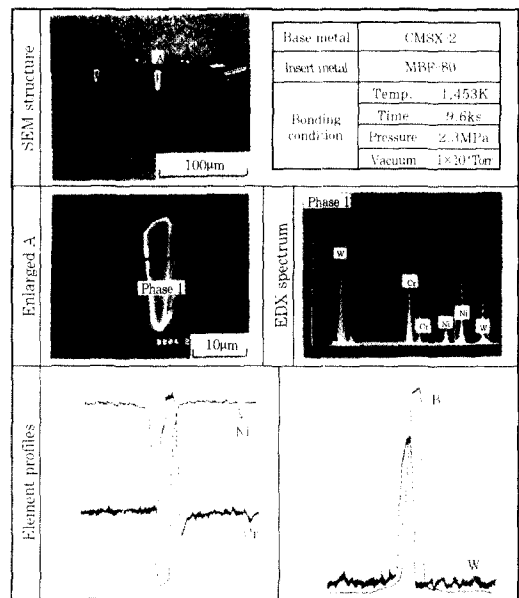 SEM structure
A
100μm
Base metal CMSX-2
Insert metal MBF-80
Bonding condition
Temp. 1,453K
Time 9.6ks
Pressure 2.3MPa
Vacuum Torr
Enlarged A
Phase 1
10μm
EDX spectrum
Phase 1
W
Cr
Cr
Ni
Ni
W
Element profiles
Ni
Cr
B
W